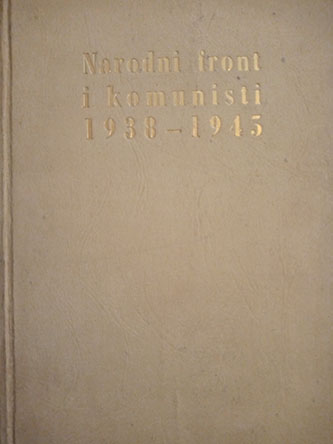 Narodni front
i komunisti
1938-1945